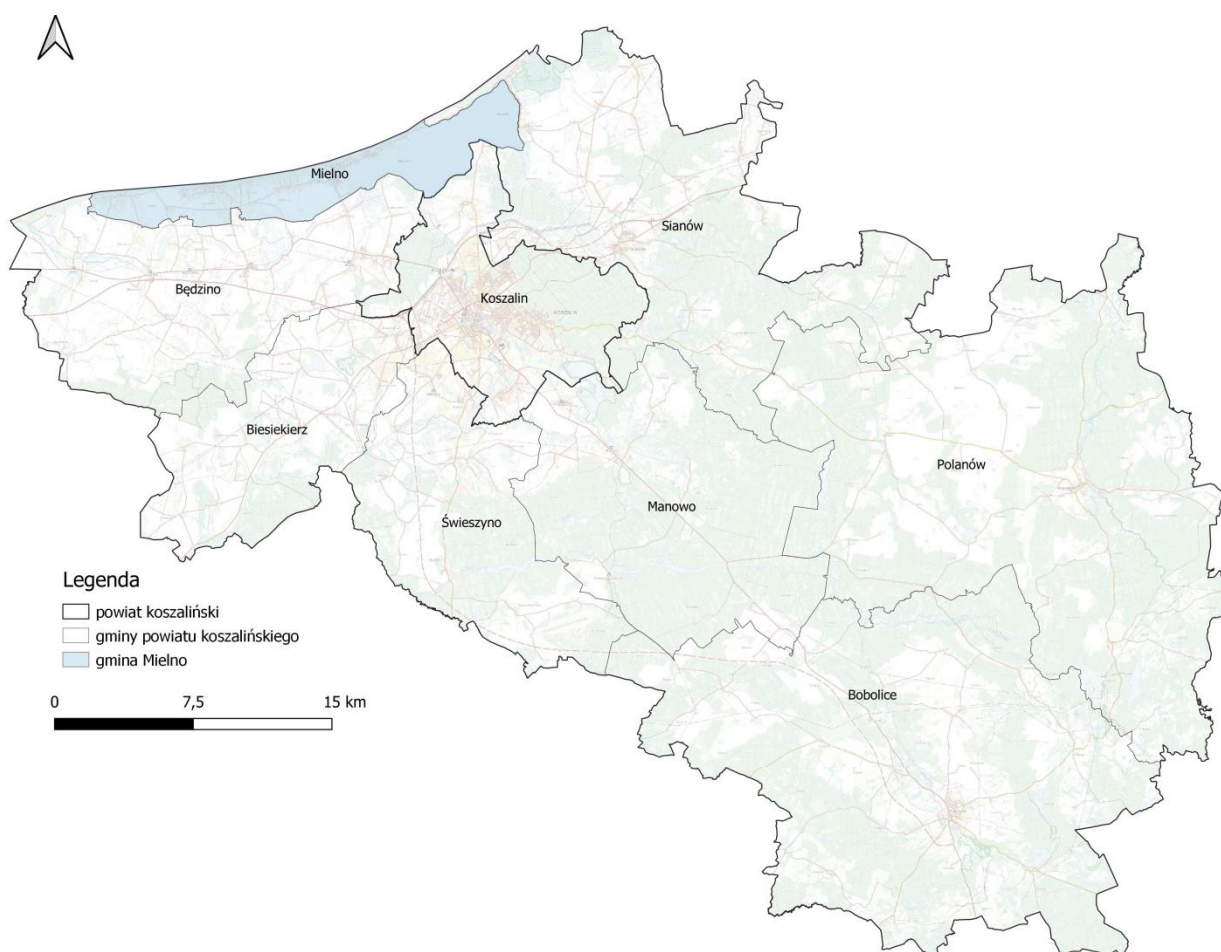 Mielno
Sianów
Będzino
Koszalin
Biesiekierz
Polanów
Manowo
Świeszyno
Bobolice
Legenda
powiat koszaliński
gminy powiatu koszalińskiego
gmina Mielno
0 7,5 15 km